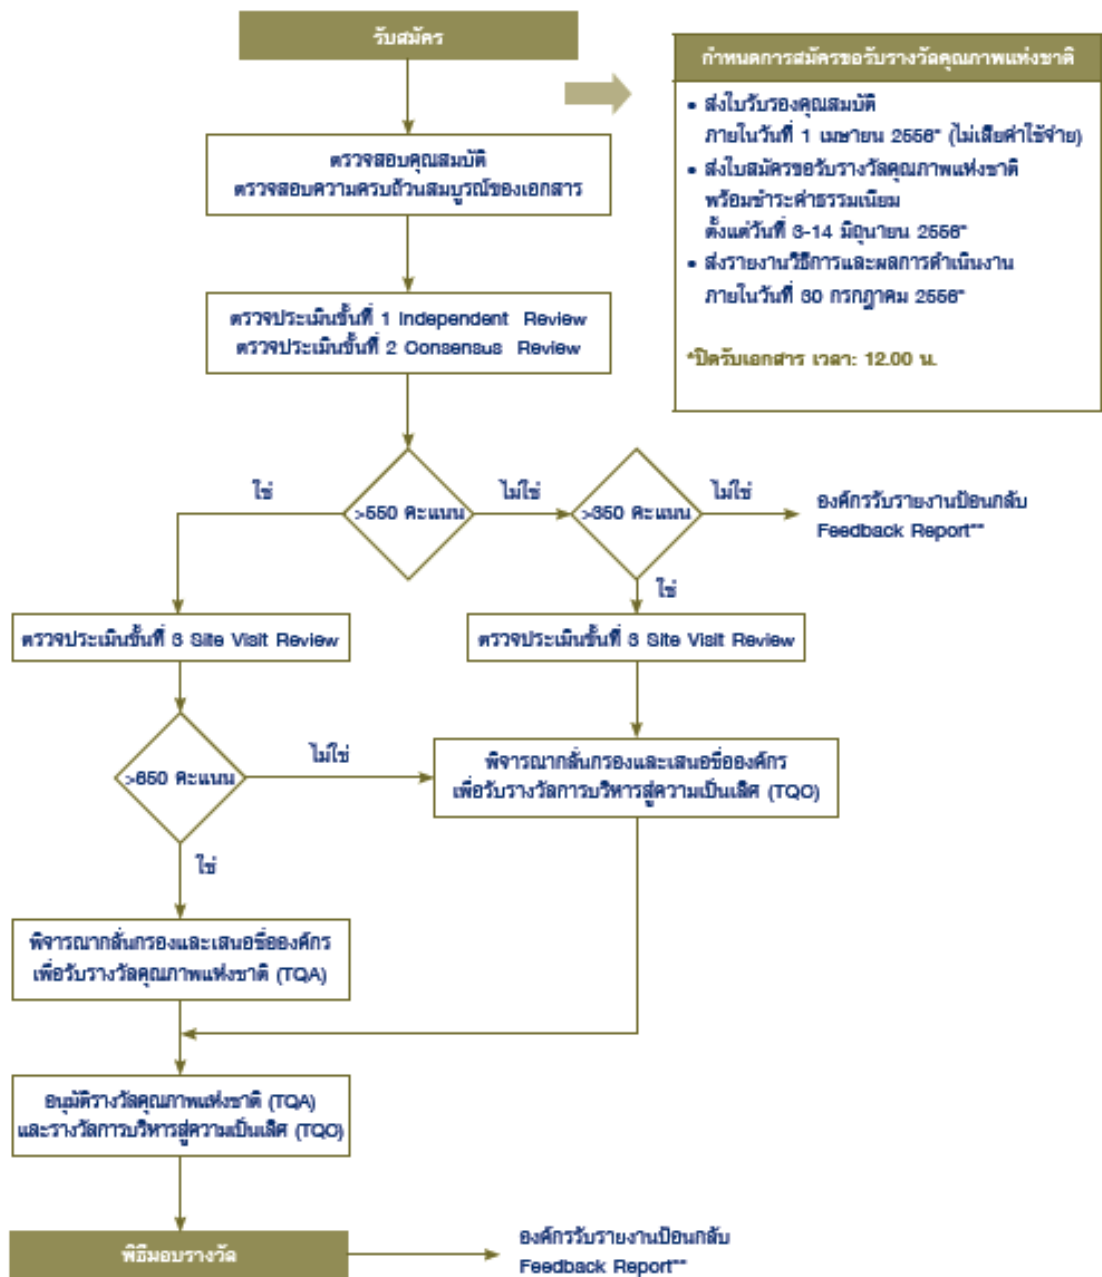 รับสมัคร
กำหนดการสมัครขอรับรางวัลคุณภาพแห่งชาติ
• ส่งใบรับรองคุณสมบัติ
ภายในวันที่ 1 เมษายน 2556* (ไม่เสียค่าใช้จ่าย)
• ส่งใบสมัครขอรับรางวัลคุณภาพแห่งชาติ
พร้อมชำระค่าธรรมเนียม
ตั้งแต่วันที่ 3-14 มิถุนายน 2556*
• ส่งรายงานวิธีการและผลการดำเนินงาน
ภายในวันที่ 30 กรกฎาคม 2556*
*ปิดรับเอกสาร เวลา: 12.00 น.
ตรวจสอบคุณสมบัติ
ตรวจสอบความครบถ้วนสมบูรณ์ของเอกสาร
ตรวจประเมินขั้นที่ 1 Independent Review
ตรวจประเมินขั้นที่ 2 Consensus Review
ใช่
>550 คะแนน
ไม่ใช่
>350 คะแนน
ไม่ใช่
องค์กรรับรายงานป้อนกลับ
Feedback Report**
ใช่
ตรวจประเมินขั้นที่ 3 Site Visit Review
ตรวจประเมินขั้นที่ 3 Site Visit Review
>650 คะแนน
ไม่ใช่
พิจารณากลั่นกรองและเสนอชื่อองค์กร
เพื่อรับรางวัลการบริหารสู่ความเป็นเลิศ (TQC)
ใช่
พิจารณากลั่นกรองและเสนอชื่อองค์กร
เพื่อรับรางวัลคุณภาพแห่งชาติ (TQA)
อนุมัติรางวัลคุณภาพแห่งชาติ (TQA)
และรางวัลการบริหารสู่ความเป็นเลิศ (TQC)
พิธีมอบรางวัล
องค์กรรับรายงานป้อนกลับ
Feedback Report**